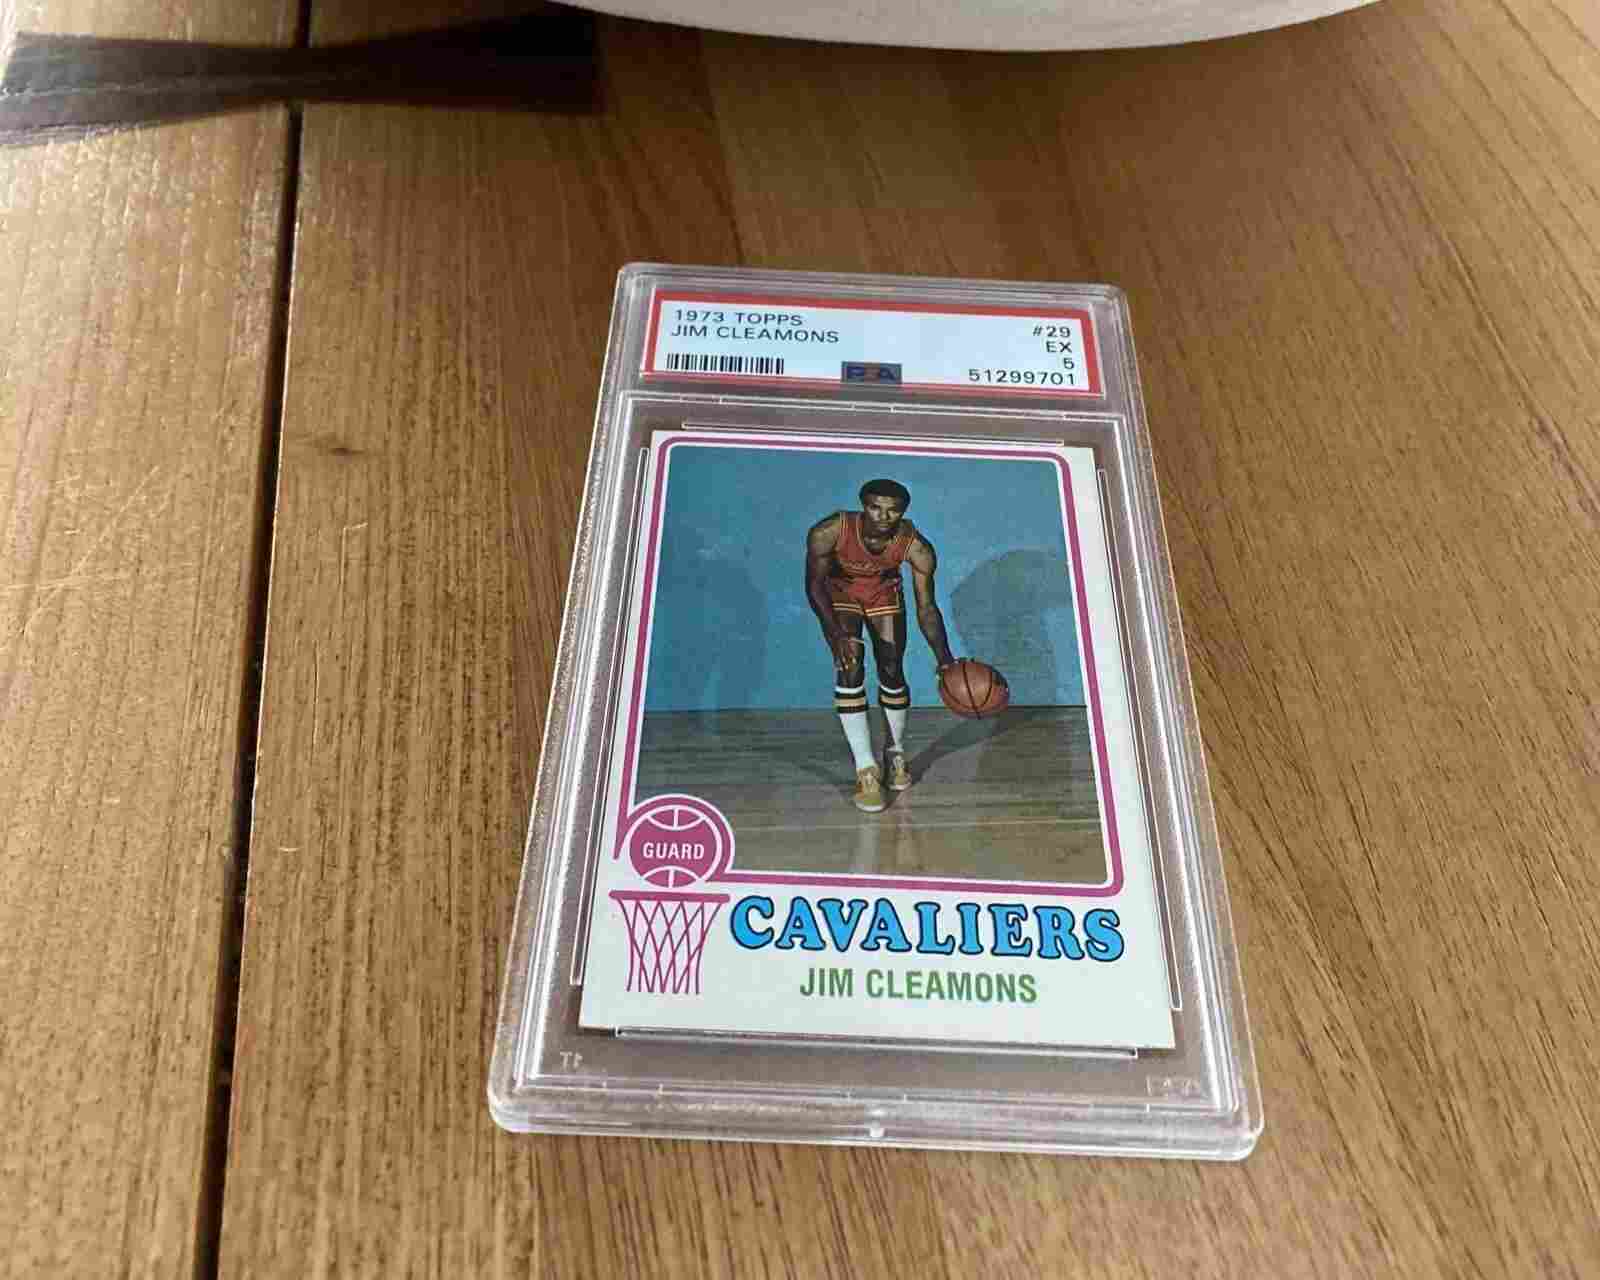 1973 TOPPS
JIM CLEAMONS
#29
EX
5
51299701
PSA
GUARD
CAVALIERS
JIM CLEAMONS